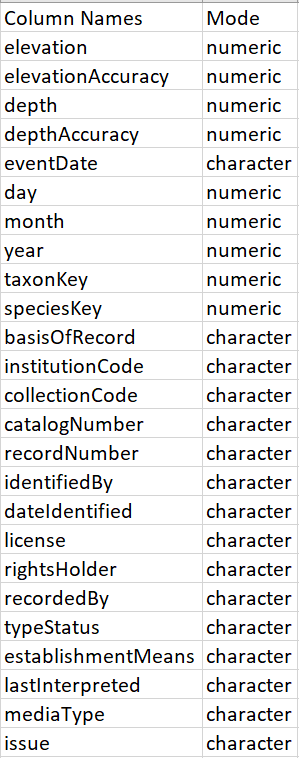 Column Names Mode
elevation numeric
elevationAccuracy numeric
depth numeric
depthAccuracy numeric
eventDate character
day numeric
month numeric
year numeric
taxonKey numeric
speciesKey numeric
basisOfRecord character
institutionCode character
collectionCode character
catalogNumber character
recordNumber character
identifiedBy character
dateIdentified character
license character
rightsHolder character
recordedBy character
typeStatus character
establishmentMeans character
lastInterpreted character
mediaType character
issue character